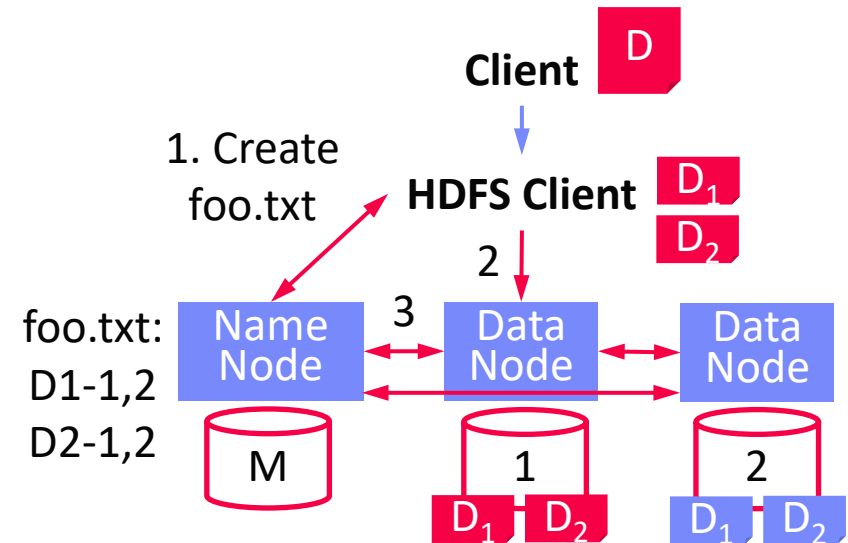 D
Client
1. Create
foo.txt
HDFS Client
D₁
D₂
2
foo.txt:
D1-1,2
D2-1,2
Name
Node
3
Data
Node
Data
Node
M
1
2
D₁
D₂
D₁
D₂